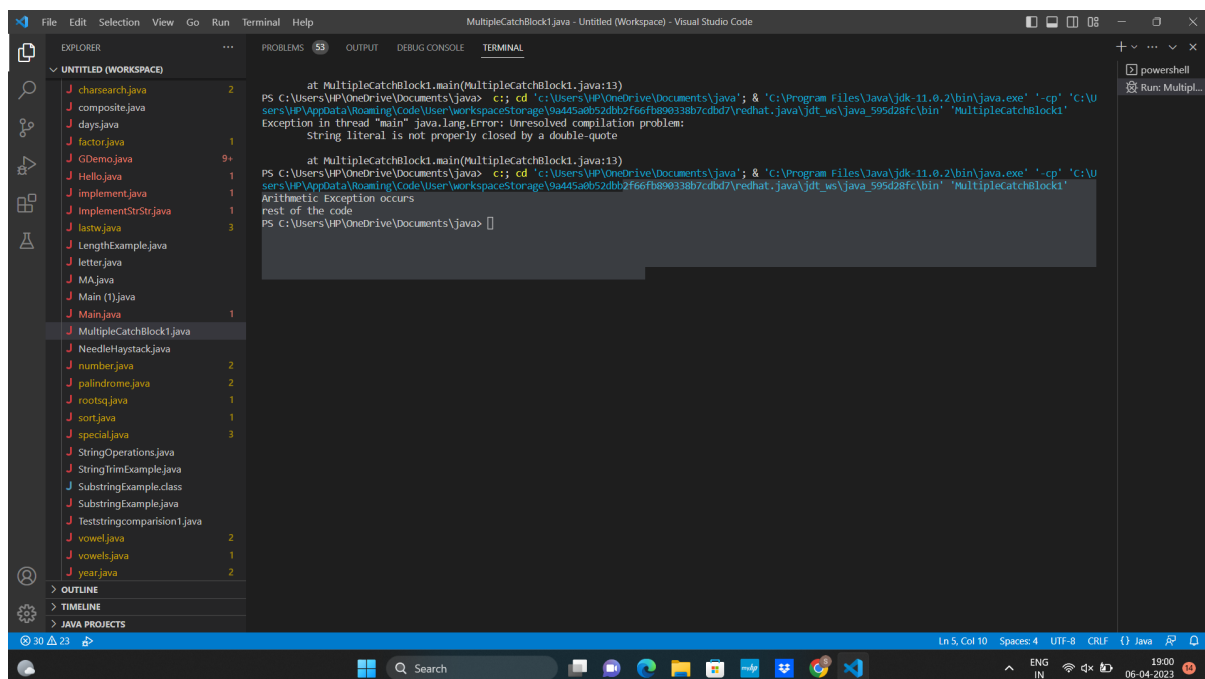 File Edit Selection View Go Run Terminal Help
MultipleCatchBlock1.java - Untitled (Workspace) - Visual Studio Code
EXPLORER
UNTITLED (WORKSPACE)
charsearch.java 2
composite.java
days.java
factor.java 1
GDemo.java 9+
Hello.java 1
implement.java 1
ImplementStrStr.java 1
lastw.java 3
LengthExample.java
letter.java
MA.java
Main (1).java
Main.java 1
MultipleCatchBlock1.java
NeedleHaystack.java
number.java 2
palindrome.java 2
rootsq.java 1
sort.java 1
special.java 3
StringOperations.java
StringTrimExample.java
SubstringExample.class
SubstringExample.java
Teststringcomparision1.java
vowel.java 2
vowels.java 1
year.java 2
OUTLINE
TIMELINE
JAVA PROJECTS
PROBLEMS 53 OUTPUT DEBUG CONSOLE TERMINAL
at MultipleCatchBlock1.main(MultipleCatchBlock1.java:13)
PS C:\Users\HP\OneDrive\Documents\java> c:; cd 'c:\Users\HP\OneDrive\Documents\java'; & 'C:\Program Files\Java\jdk-11.0.2\bin\java.exe' '-cp' 'C:\U
sers\HP\AppData\Roaming\Code\User\workspaceStorage\9a445a0b52dbb2f66fb890338b7cdbd7\redhat.java\jdt_ws\java_595d28fc\bin' 'MultipleCatchBlock1'
Exception in thread "main" java.lang.Error: Unresolved compilation problem:
String literal is not properly closed by a double-quote
at MultipleCatchBlock1.main(MultipleCatchBlock1.java:13)
PS C:\Users\HP\OneDrive\Documents\java> c:; cd 'c:\Users\HP\OneDrive\Documents\java'; & 'C:\Program Files\Java\jdk-11.0.2\bin\java.exe' '-cp' 'C:\U
sers\HP\AppData\Roaming\Code\User\workspaceStorage\9a445a0b52dbb2f66fb890338b7cdbd7\redhat.java\jdt_ws\java_595d28fc\bin' 'MultipleCatchBlock1'
Arithmetic Exception occurs
rest of the code
PS C:\Users\HP\OneDrive\Documents\java>
powershell
Run: Multipl...
30 23
Ln 5, Col 10 Spaces: 4 UTF-8 CRLF {} Java
Search
ENG
IN
19:00
06-04-2023
14